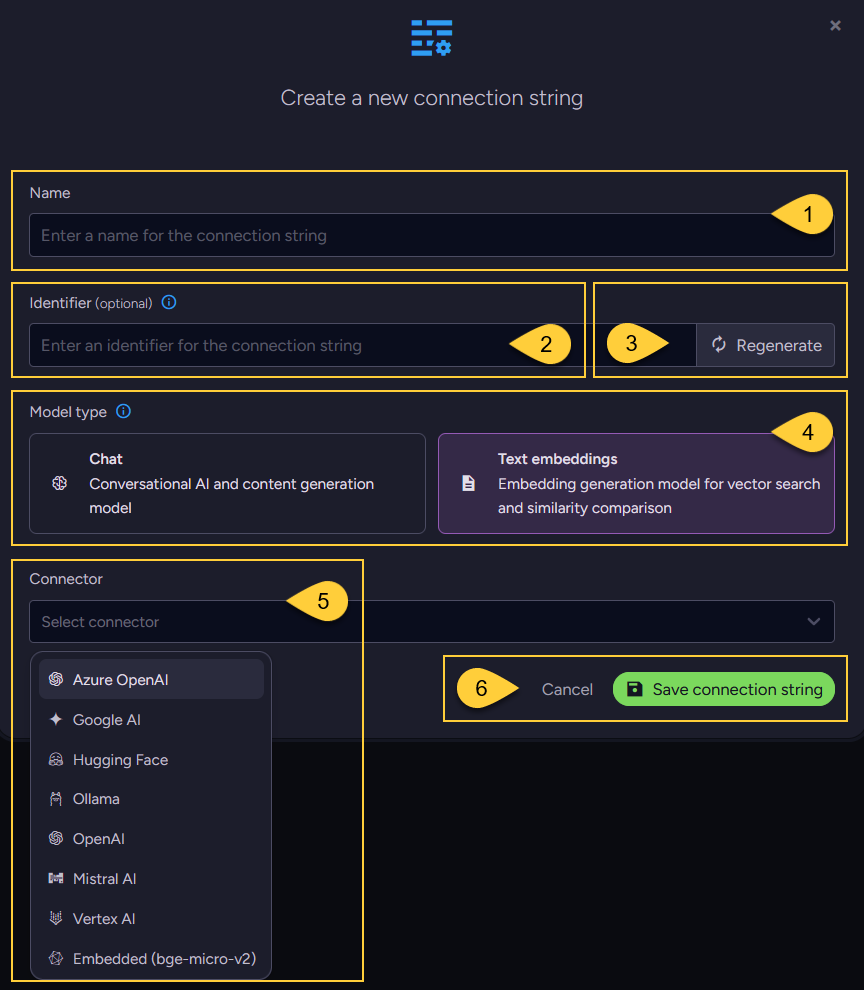 Create a new connection string
Name
Enter a name for the connection string
1
Identifier (optional)
Enter an identifier for the connection string
2
3
Regenerate
Model type
4
Chat
Conversational AI and content generation
model
Text embeddings
Embedding generation model for vector search
and similarity comparison
Connector
Select connector
5
Azure OpenAI
Google AI
Hugging Face
Ollama
OpenAI
Mistral AI
Vertex AI
Embedded (bge-micro-v2)
6
Cancel
Save connection string